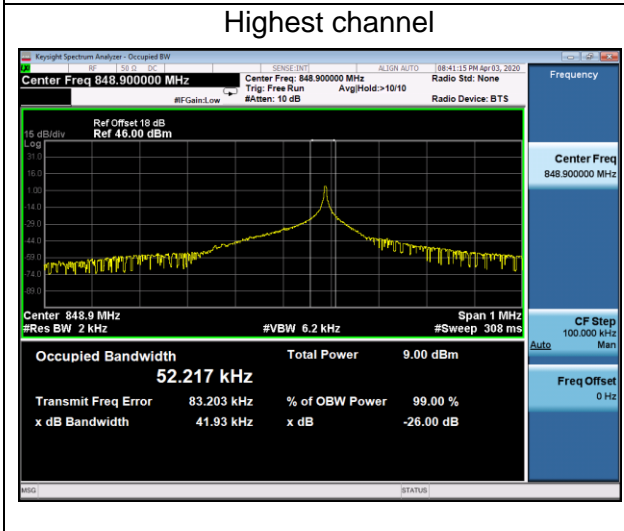 Highest channel
Keysight Spectrum Analyzer - Occupied BW
RF 50 Ω DC SENSE:INT ALIGN AUTO 08:41:15 PM Apr 03, 2020
Center Freq 848.900000 MHz Center Freq: 848.900000 MHz Radio Std: None Frequency
Trig: Free Run Avg|Hold:>10/10
#IFGain:Low #Atten: 10 dB Radio Device: BTS
Ref Offset 18 dB
15 dB/div Ref 46.00 dBm
Log
31.0
16.0
1.00
-14.0
-29.0
-44.0
-59.0
-74.0
-89.0
Center Freq
848.900000 MHz
Center 848.9 MHz Span 1 MHz
#Res BW 2 kHz #VBW 6.2 kHz #Sweep 308 ms
CF Step
100.000 kHz
Auto Man
Occupied Bandwidth Total Power 9.00 dBm
52.217 kHz
Transmit Freq Error 83.203 kHz % of OBW Power 99.00 %
x dB Bandwidth 41.93 kHz x dB -26.00 dB
Freq Offset
0 Hz
MSG STATUS